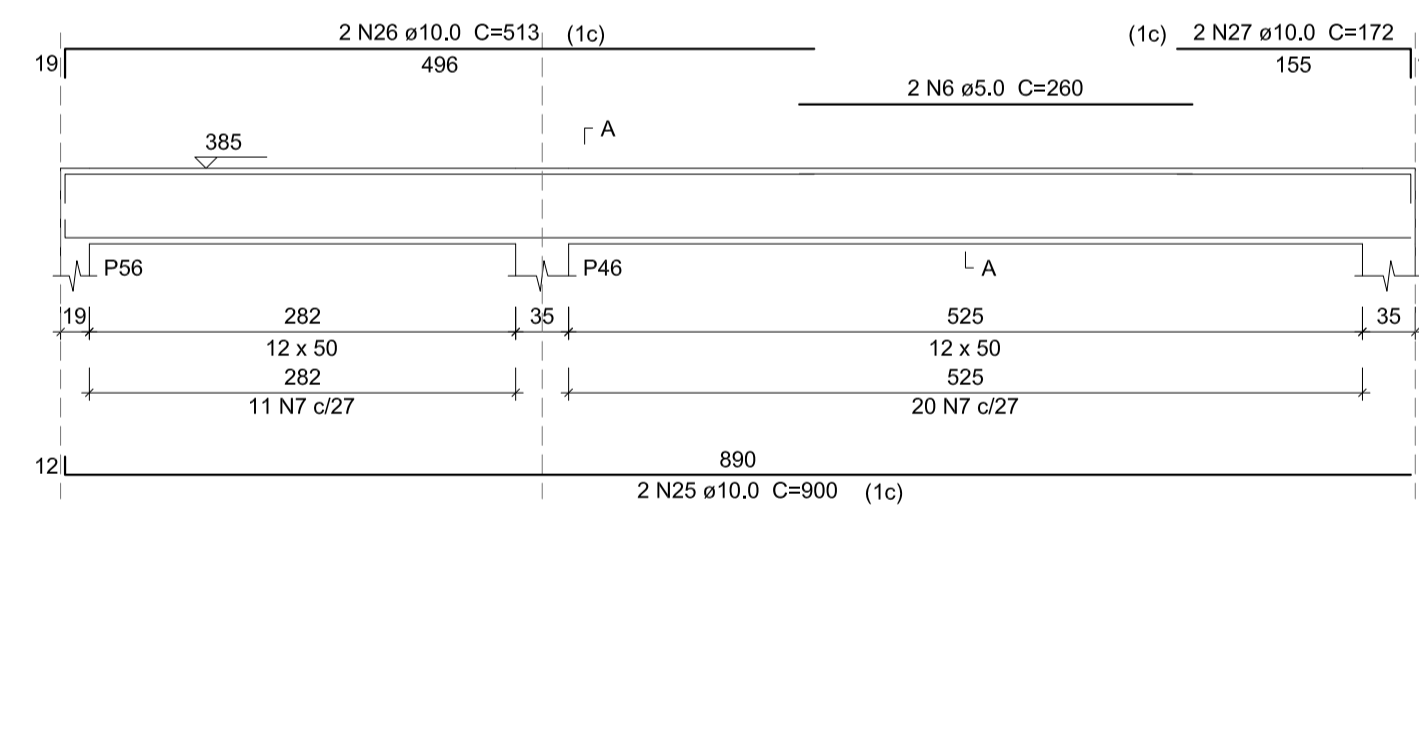 2 N26 ø10.0 C=513 (1c)
(1c) 2 N27 ø10.0 C=172
19
496
155
2 N6 ø5.0 C=260
A
385
P56
P46
A
19
282
35
525
35
12 x 50
12 x 50
282
525
11 N7 c/27
20 N7 c/27
12
890
2 N25 ø10.0 C=900 (1c)